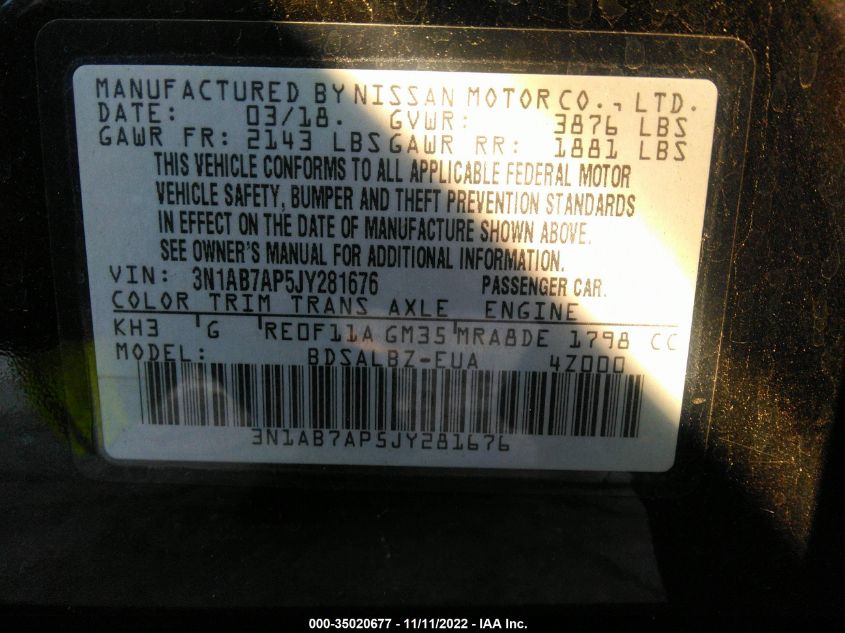 MANUFACTURED BY NISSAN MOTOR CO., LTD.
DATE: 03/18. GVWR: 3876 LBS
GAWR FR: 2143 LBS GAWR RR: 1881 LBS
THIS VEHICLE CONFORMS TO ALL APPLICABLE FEDERAL MOTOR
VEHICLE SAFETY, BUMPER AND THEFT PREVENTION STANDARDS
IN EFFECT ON THE DATE OF MANUFACTURE SHOWN ABOVE.
SEE OWNER'S MANUAL FOR ADDITIONAL INFORMATION.
VIN: 3N1AB7AP5JY281676 PASSENGER CAR.
COLOR TRIM TRANS AXLE ENGINE
KH3 G RE0F11A GM35 MRA8DE 1798 CC
MODEL: BDSALBZ-EUA 4Z000
3N1AB7AP5JY281676
000-35020677 - 11/11/2022 - IAA Inc.